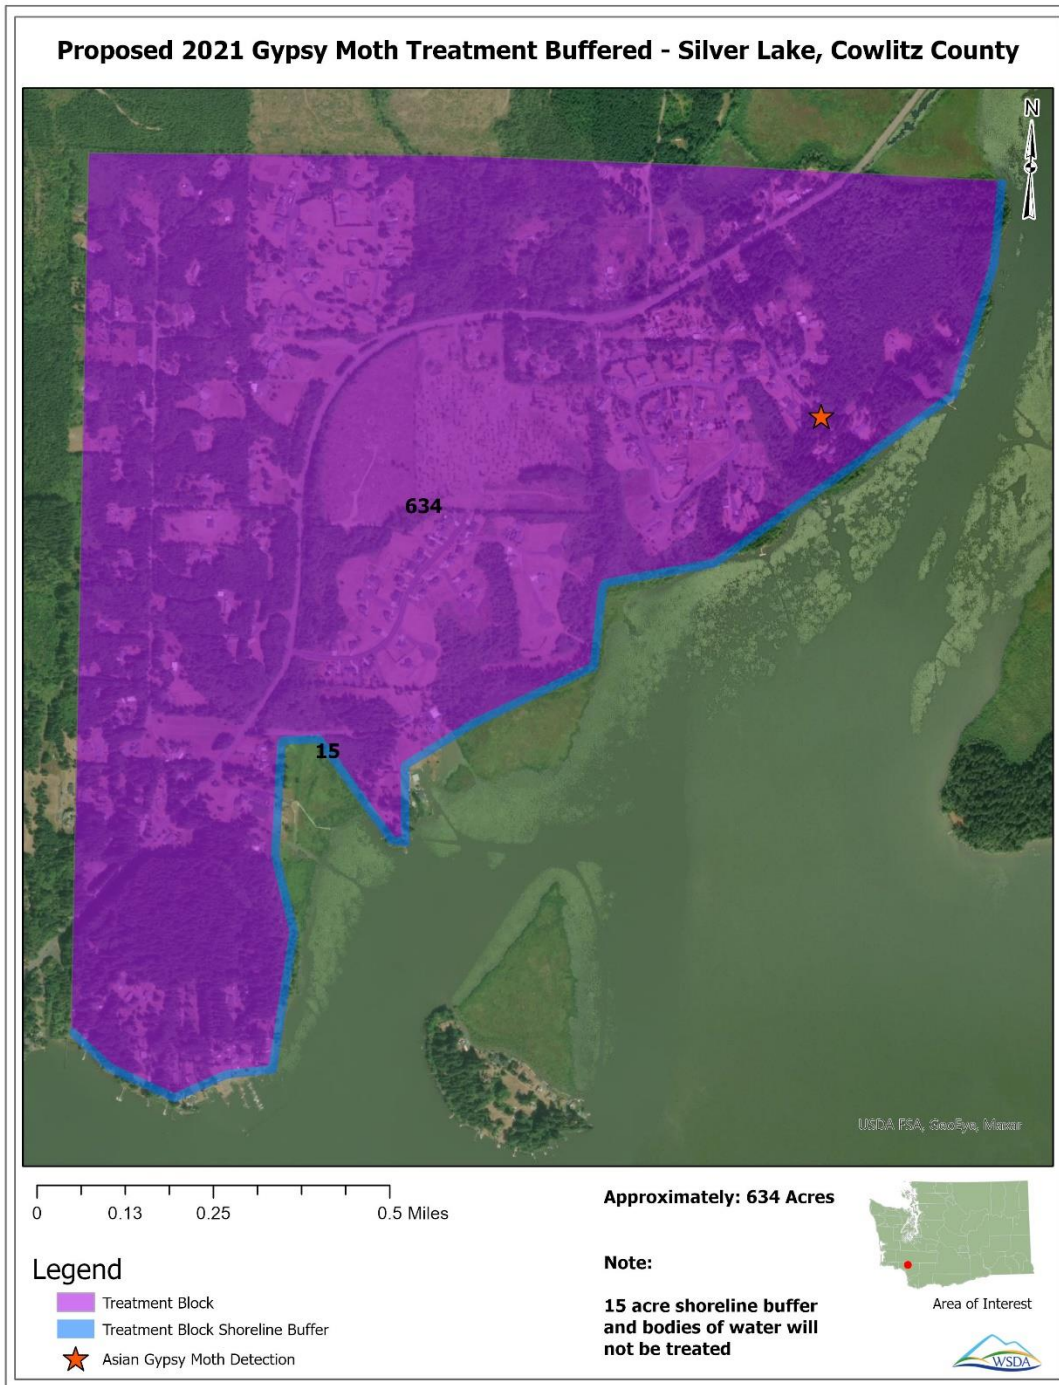 Proposed 2021 Gypsy Moth Treatment Buffered - Silver Lake, Cowlitz County
N
634
15
USDA FSA, GeoEye, Maxar
0 0.13 0.25 0.5 Miles
Legend
Treatment Block
Treatment Block Shoreline Buffer
Asian Gypsy Moth Detection
Approximately: 634 Acres
Note:
15 acre shoreline buffer
and bodies of water will
not be treated
Area of Interest
WSDA